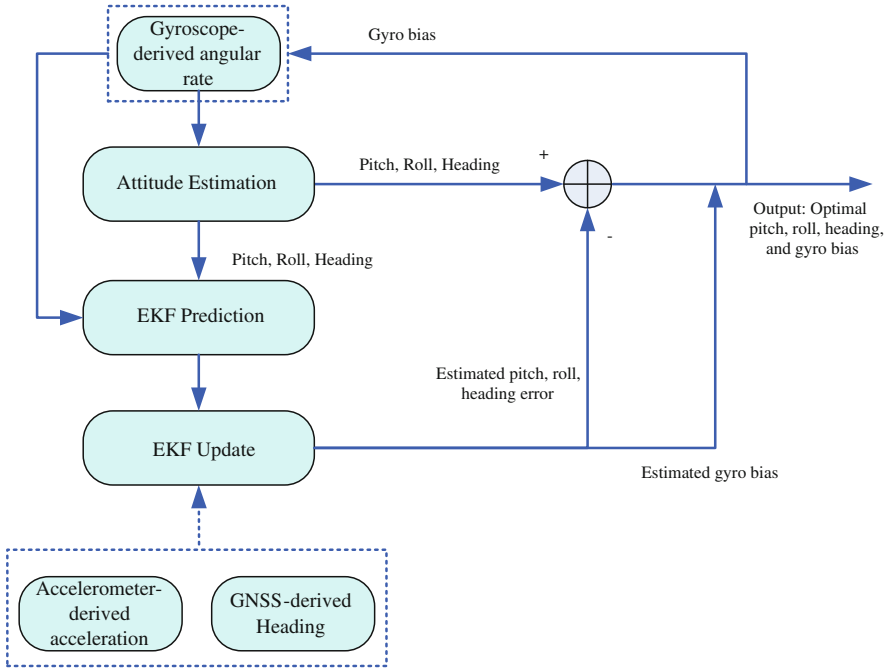 Gyroscope-
derived angular
rate
Gyro bias
Attitude Estimation
Pitch, Roll, Heading
+
-
Output: Optimal
pitch, roll, heading,
and gyro bias
Pitch, Roll, Heading
EKF Prediction
Estimated pitch, roll,
heading error
EKF Update
Estimated gyro bias
Accelerometer-
derived
acceleration
GNSS-derived
Heading